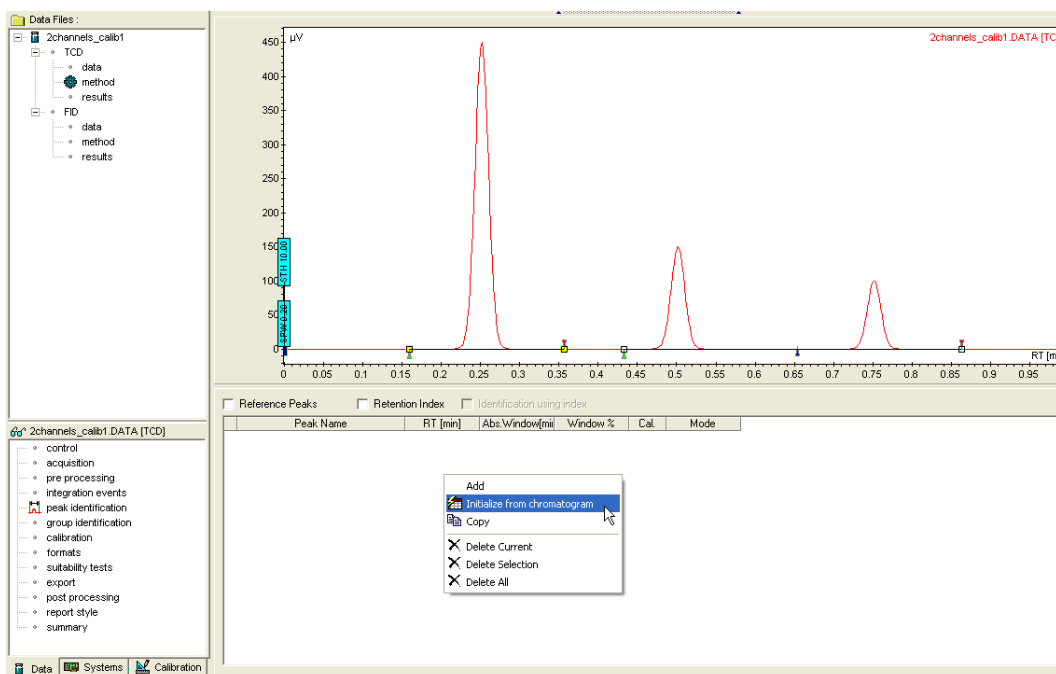 Data Files :
2channels_calib1
TCD
data
method
results
FID
data
method
results
2channels_calib1.DATA [TCD]
control
acquisition
pre processing
integration events
peak identification
group identification
calibration
formats
suitability tests
export
post processing
report style
summary
Data Systems Calibration
µV
2channels_calib1.DATA [TC
450
400
350
300
250
200
150
100
50
0
STH 10.00
SPW 0.20
RT [m
0 0.05 0.1 0.15 0.2 0.25 0.3 0.35 0.4 0.45 0.5 0.55 0.6 0.65 0.7 0.75 0.8 0.85 0.9 0.95
Reference Peaks Retention Index Identification using index
Peak Name RT [min] Abs.Window[min Window % Cal. Mode
Add
Initialize from chromatogram
Copy
Delete Current
Delete Selection
Delete All